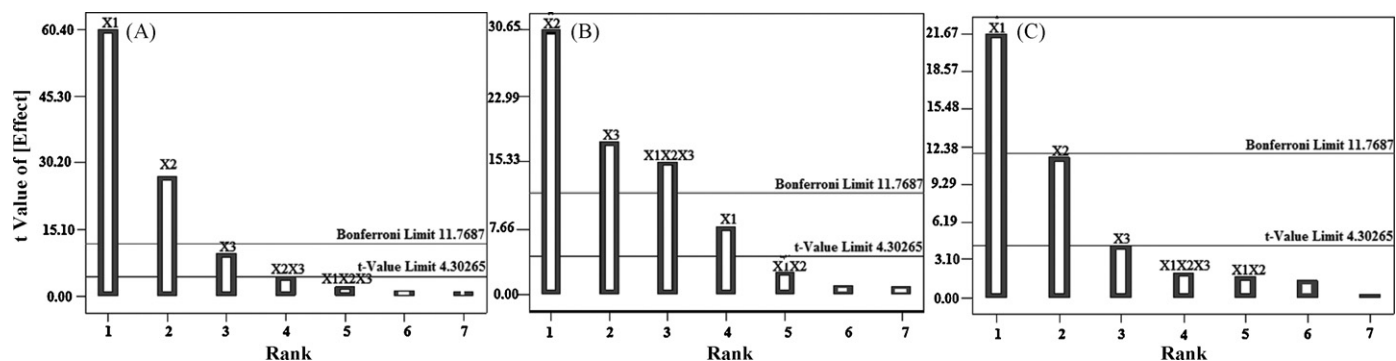 t Value of |Effect|
(A)
60.40
45.30
30.20
15.10
0.00
X1
X2
X3
X2X3
X1X2X3
Bonferroni Limit 11.7687
t-Value Limit 4.30265
1 2 3 4 5 6 7
Rank
(B)
30.65
22.99
15.33
7.66
0.00
X2
X3
X1X2X3
X1
X1X2
Bonferroni Limit 11.7687
t-Value Limit 4.30265
1 2 3 4 5 6 7
Rank
(C)
21.67
18.57
15.48
12.38
9.29
6.19
3.10
0.00
X1
X2
X3
X1X2X3
X1X2
Bonferroni Limit 11.7687
t-Value Limit 4.30265
1 2 3 4 5 6 7
Rank